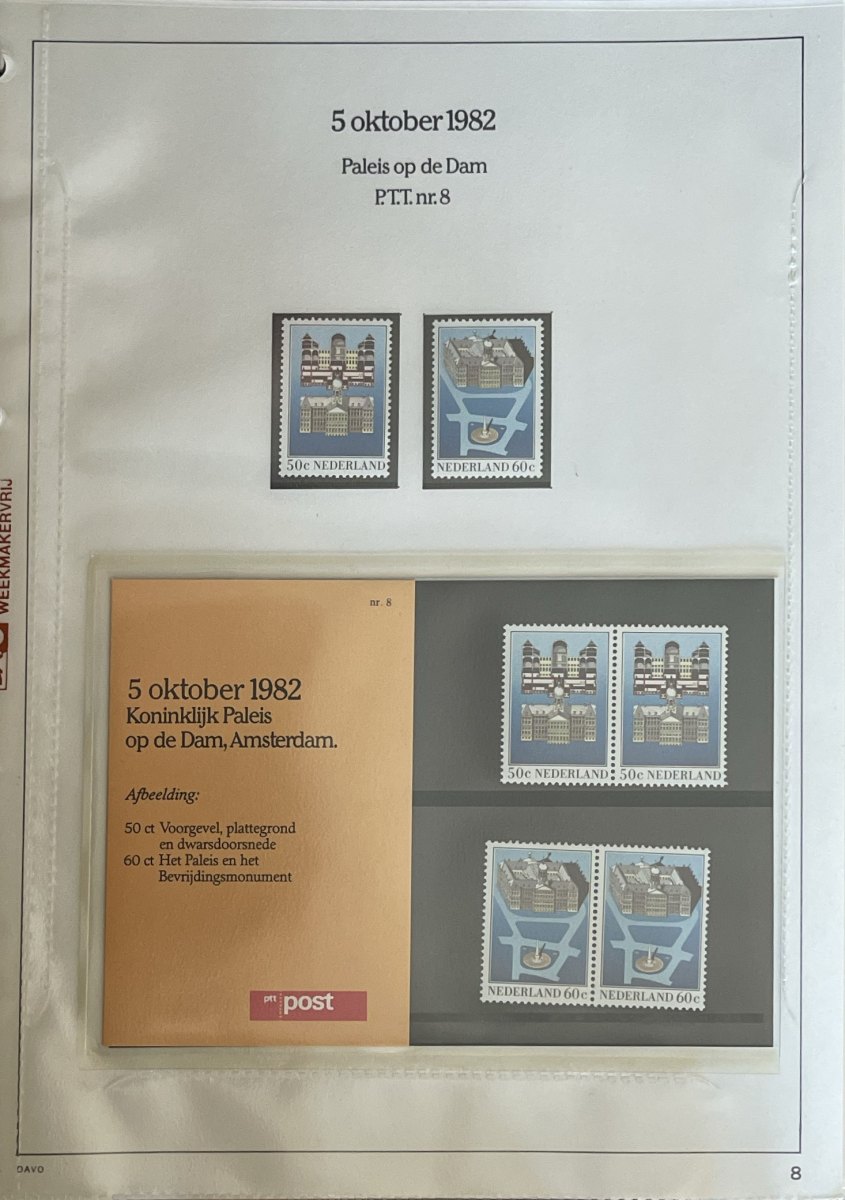 5 oktober 1982
Paleis op de Dam
P.T.T. nr. 8
50c NEDERLAND
NEDERLAND 60c
nr. 8
5 oktober 1982
Koninklijk Paleis
op de Dam, Amsterdam.
Afbeelding:
50 ct Voorgevel, plattegrond
en dwarsdoorsnede
60 ct Het Paleis en het
Bevrijdingsmonument
ptt post
50c NEDERLAND
50c NEDERLAND
NEDERLAND 60c
NEDERLAND 60c
WEEKMAKERVRIJ
DAVO
8